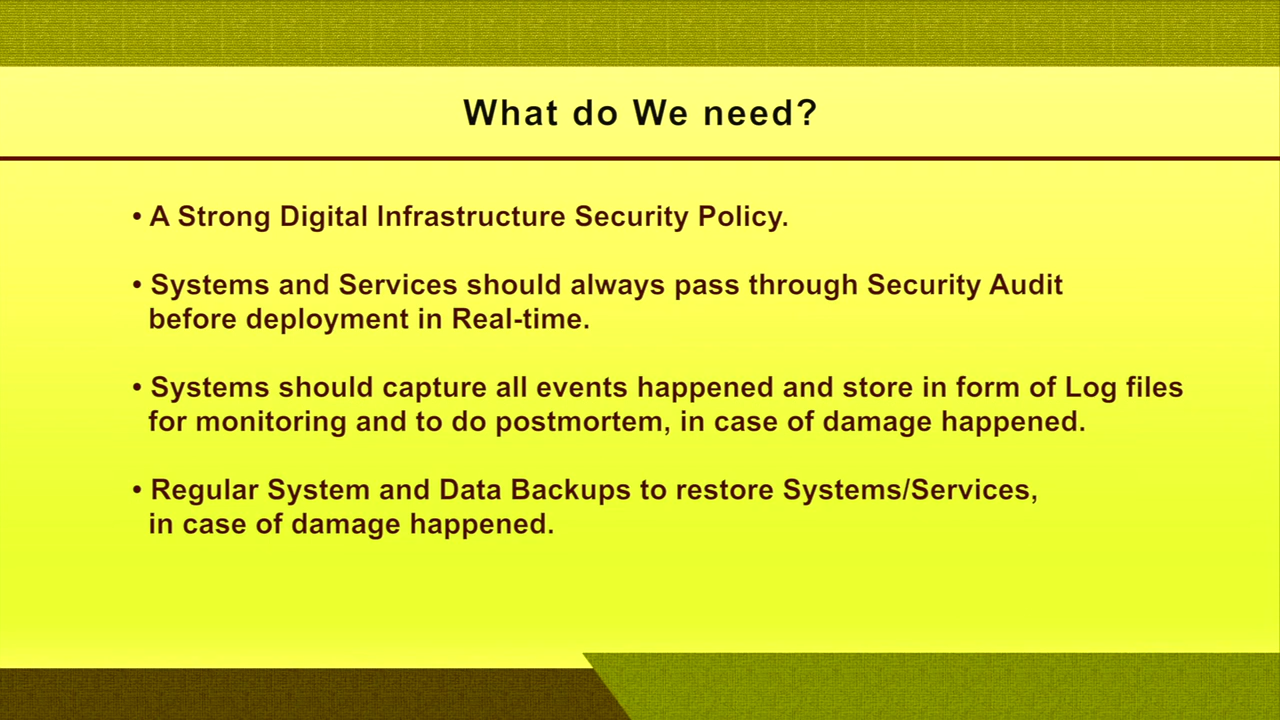 What do We need?
• A Strong Digital Infrastructure Security Policy.
• Systems and Services should always pass through Security Audit
before deployment in Real-time.
• Systems should capture all events happened and store in form of Log files
for monitoring and to do postmortem, in case of damage happened.
• Regular System and Data Backups to restore Systems/Services,
in case of damage happened.